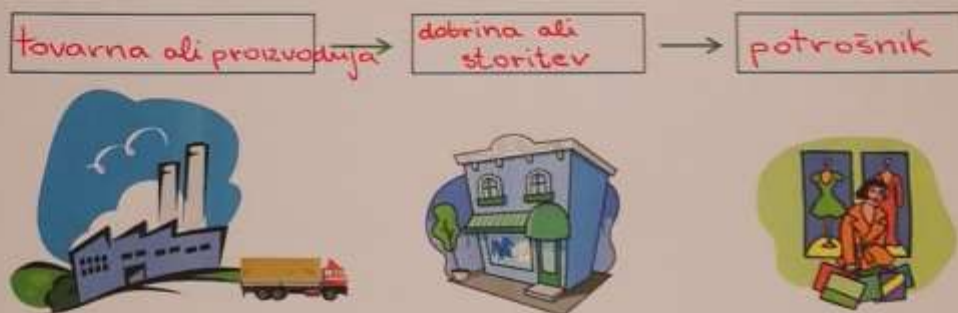 tovarna ali proizvodnja
dobrina ali
storitev
potrošnik